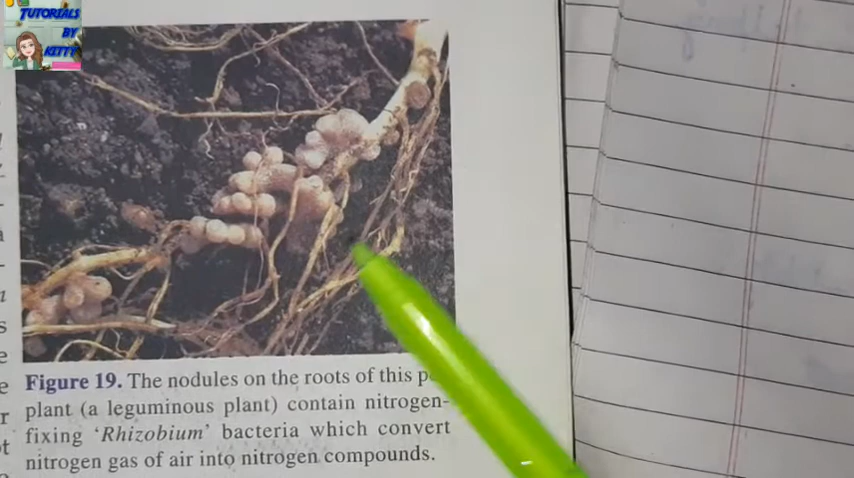 TUTORIALS
BY
KITTY
Figure 19. The nodules on the roots of this
plant (a leguminous plant) contain nitrogen-
fixing ‘Rhizobium’ bacteria which convert
nitrogen gas of air into nitrogen compounds.